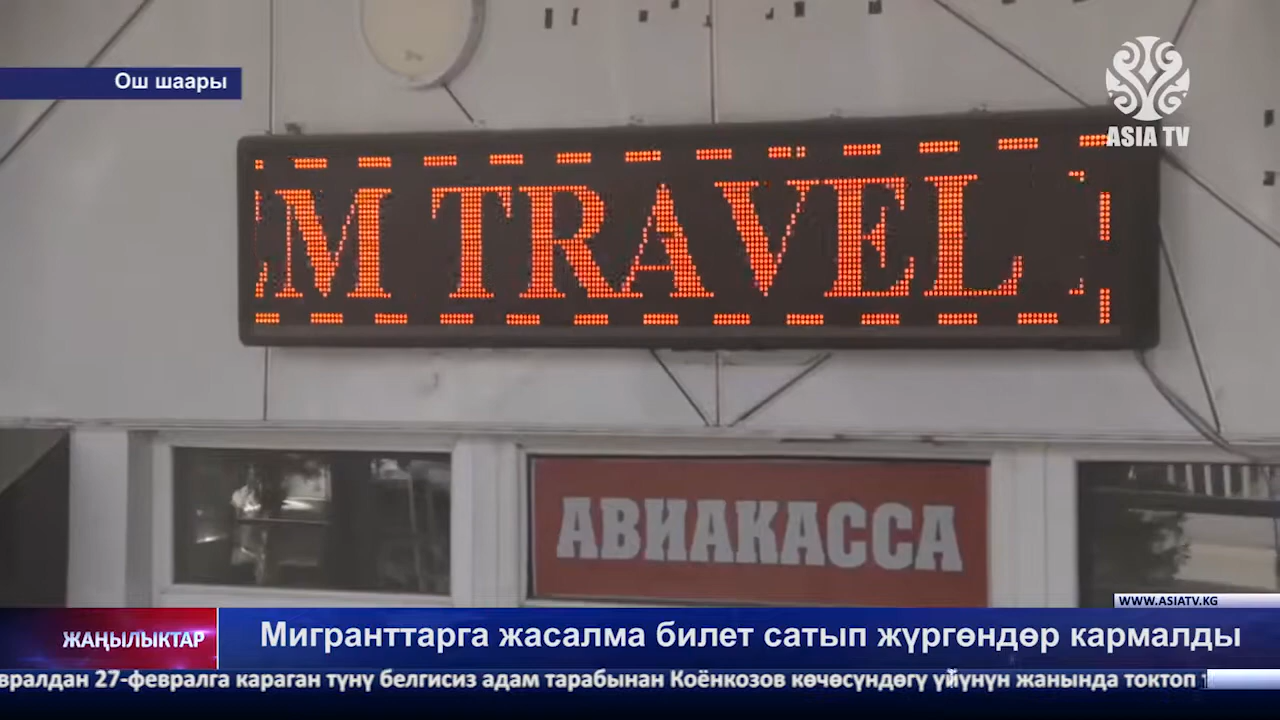 Ош шаары
ASIA TV
M TRAVEL
АВИАКАССА
WWW.ASIATV.KG
ЖАҢЫЛЫКТАР
Мигранттарга жасалма билет сатып жүргөндөр кармалды
27-февралга караган түнү белгисиз адам тарабынан Коёнкозов көчөсүндөгү үйүнүн жанында токтоп